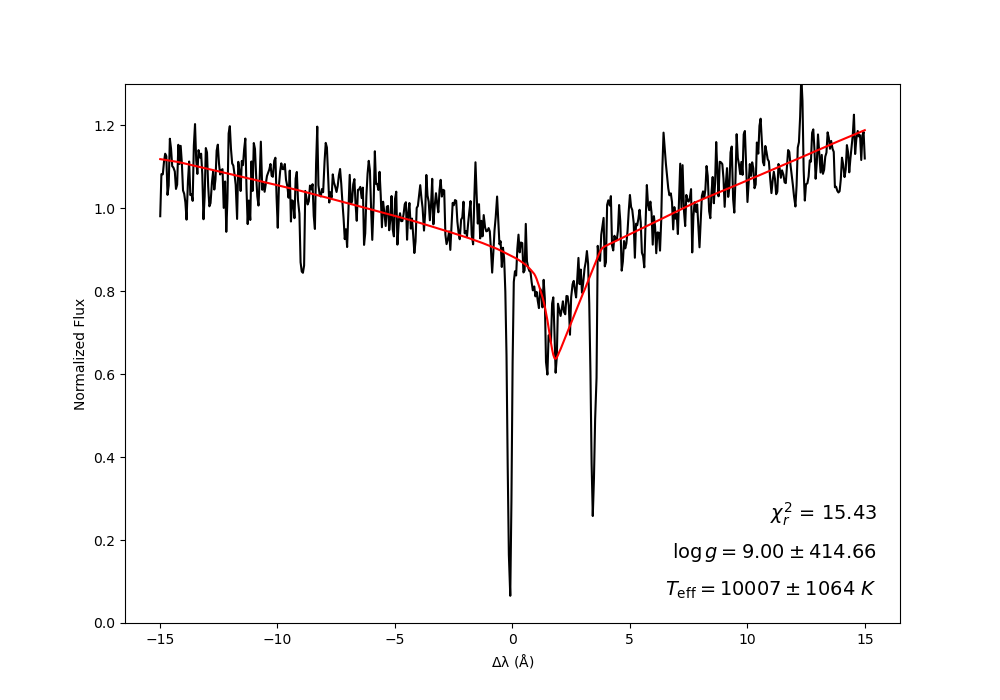 1.2
1.0
0.8
0.6
0.4
0.2
0.0
Normalized Flux
χ²ᵣ = 15.43
log g = 9.00 ± 414.66
T_eff = 10007 ± 1064 K
−15 −10 −5 0 5 10 15
Δλ (Å)